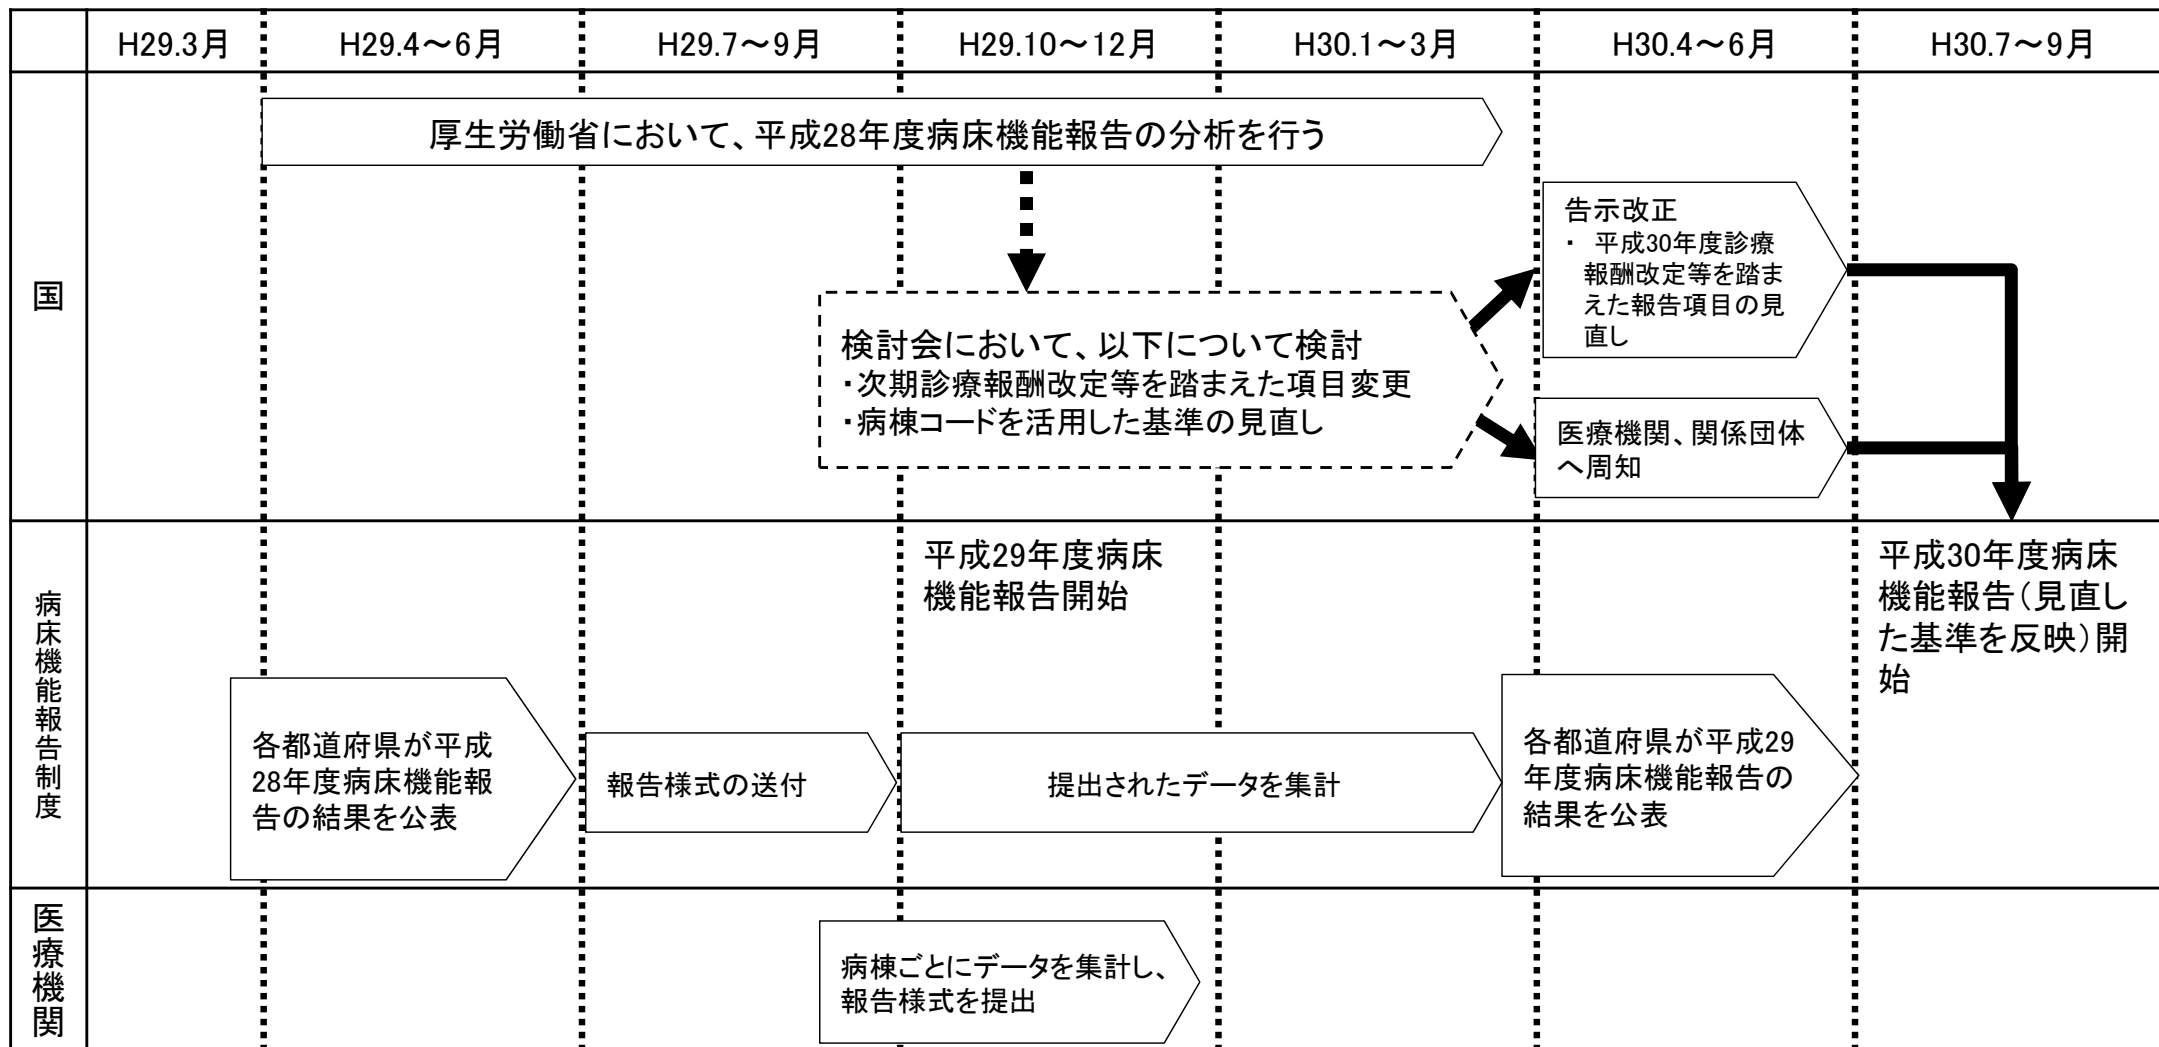 H29.3月
H29.4～6月
H29.7～9月
H29.10～12月
H30.1～3月
H30.4～6月
H30.7～9月
国
厚生労働省において、平成28年度病床機能報告の分析を行う
検討会において、以下について検討
・次期診療報酬改定等を踏まえた項目変更
・病棟コードを活用した基準の見直し
告示改正
・ 平成30年度診療
報酬改定等を踏ま
えた報告項目の見
直し
医療機関、関係団体
へ周知
病床機能報告制度
平成29年度病床
機能報告開始
平成30年度病床
機能報告（見直し
た基準を反映）開
始
各都道府県が平成
28年度病床機能報
告の結果を公表
報告様式の送付
提出されたデータを集計
各都道府県が平成29
年度病床機能報告の
結果を公表
医療機関
病棟ごとにデータを集計し、
報告様式を提出